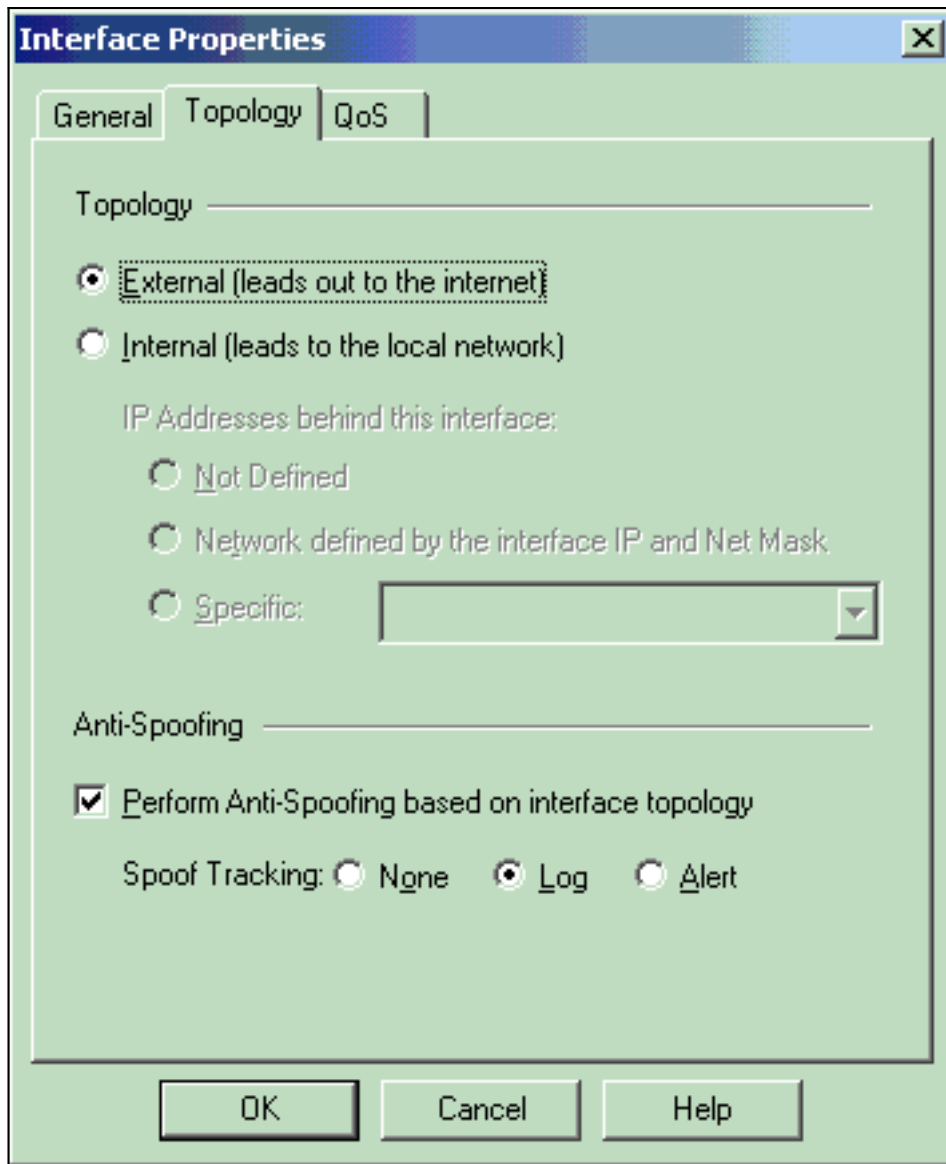 Interface Properties
General Topology QoS
Topology
External (leads out to the internet)
Internal (leads to the local network)
IP Addresses behind this interface:
Not Defined
Network defined by the interface IP and Net Mask
Specific:
Anti-Spoofing
Perform Anti-Spoofing based on interface topology
Spoof Tracking: None Log Alert
OK Cancel Help